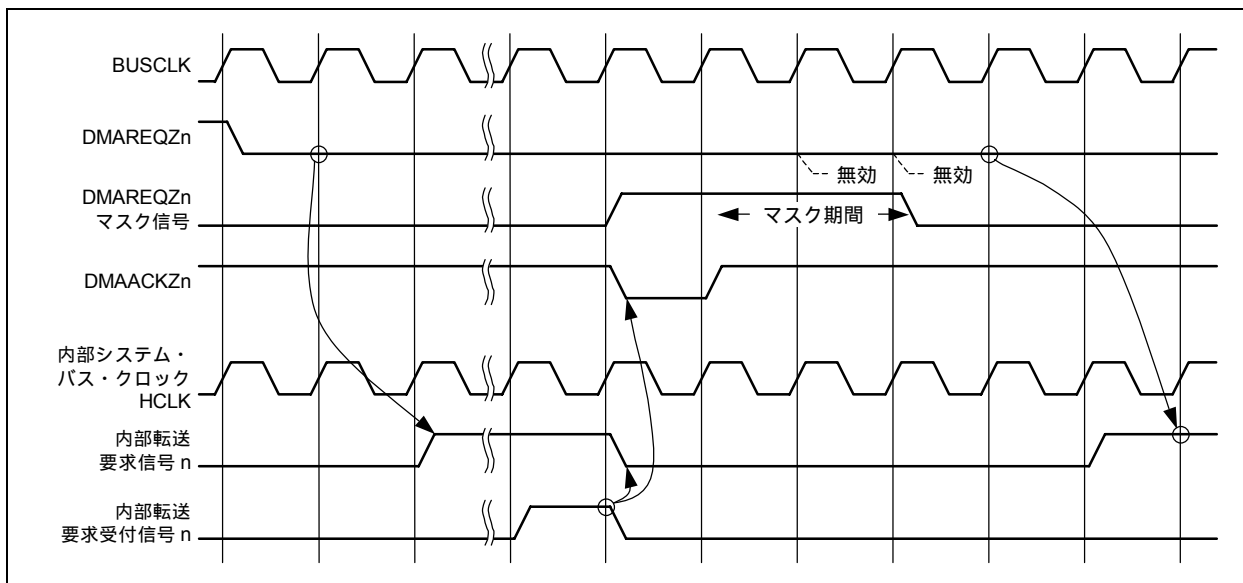 BUSCLK
DMAREQZn
無効
無効
DMAREQZn
マスク信号
マスク期間
DMAACKZn
内部システム・
バス・クロック
HCLK
内部転送
要求信号 n
内部転送
要求受付信号 n